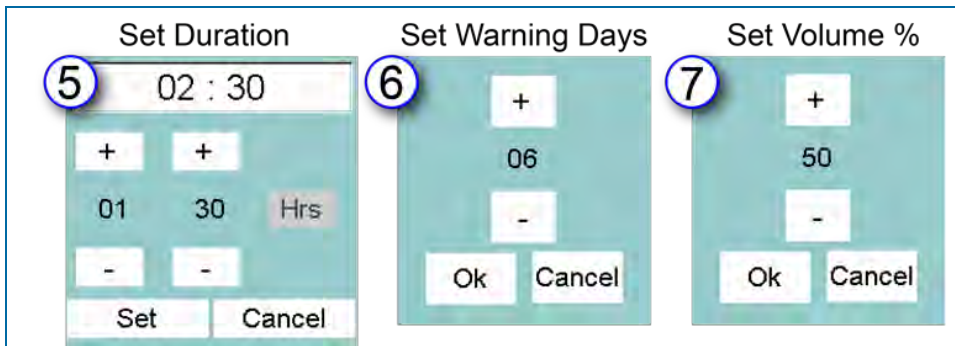 Set Duration
Set Warning Days
Set Volume %
5
02 : 30
+ +
01 30 Hrs
- -
Set Cancel
6
+
06
-
Ok Cancel
7
+
50
-
Ok Cancel